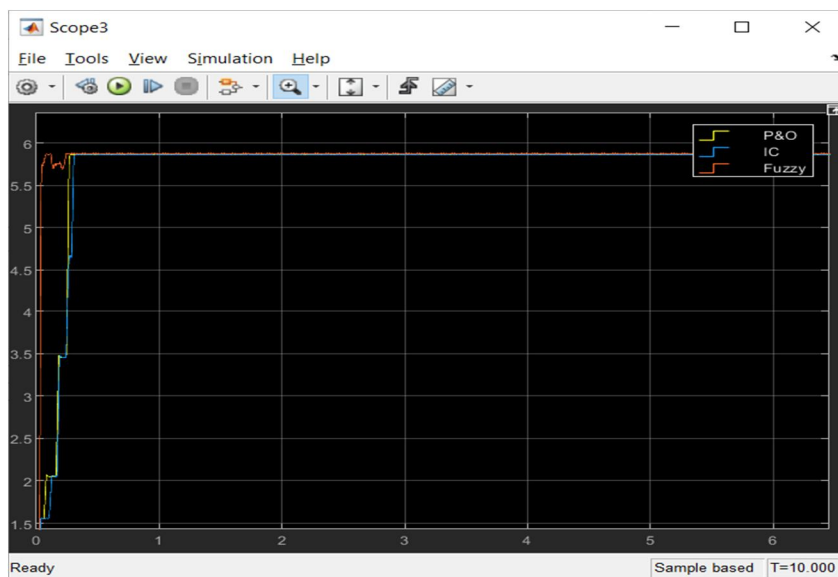 Scope3
File Tools View Simulation Help
P&O
IC
Fuzzy
6
5.5
5
4.5
4
3.5
3
2.5
2
1.5
0 1 2 3 4 5 6
Ready Sample based T=10.000